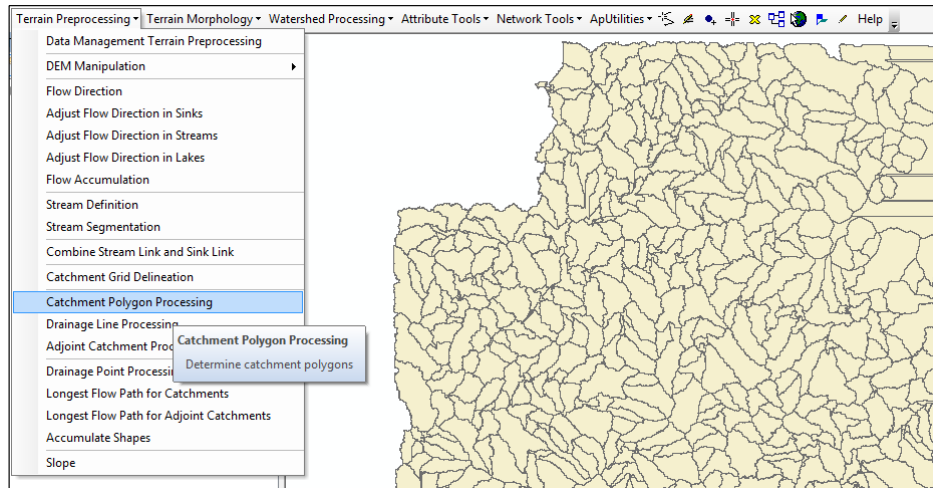 Terrain Preprocessing Terrain Morphology Watershed Processing Attribute Tools Network Tools ApUtilities Help
Data Management Terrain Preprocessing
DEM Manipulation
Flow Direction
Adjust Flow Direction in Sinks
Adjust Flow Direction in Streams
Adjust Flow Direction in Lakes
Flow Accumulation
Stream Definition
Stream Segmentation
Combine Stream Link and Sink Link
Catchment Grid Delineation
Catchment Polygon Processing
Drainage Line Processing
Catchment Polygon Processing
Adjoint Catchment Proc
Determine catchment polygons
Drainage Point Processi
Longest Flow Path for Catchments
Longest Flow Path for Adjoint Catchments
Accumulate Shapes
Slope